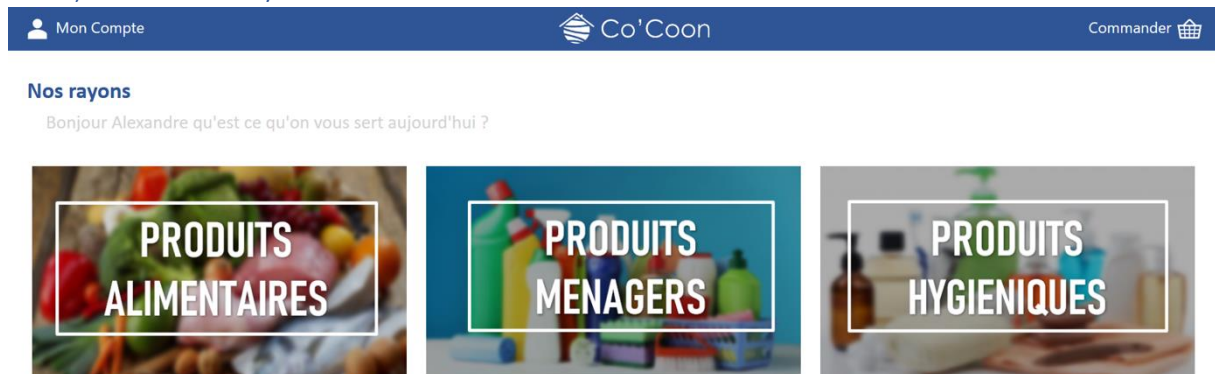 Mon Compte
Co'Coon
Commander
Nos rayons
Bonjour Alexandre qu'est ce qu'on vous sert aujourd'hui ?
PRODUITS
ALIMENTAIRES
PRODUITS
MENAGERS
PRODUITS
HYGIENIQUES